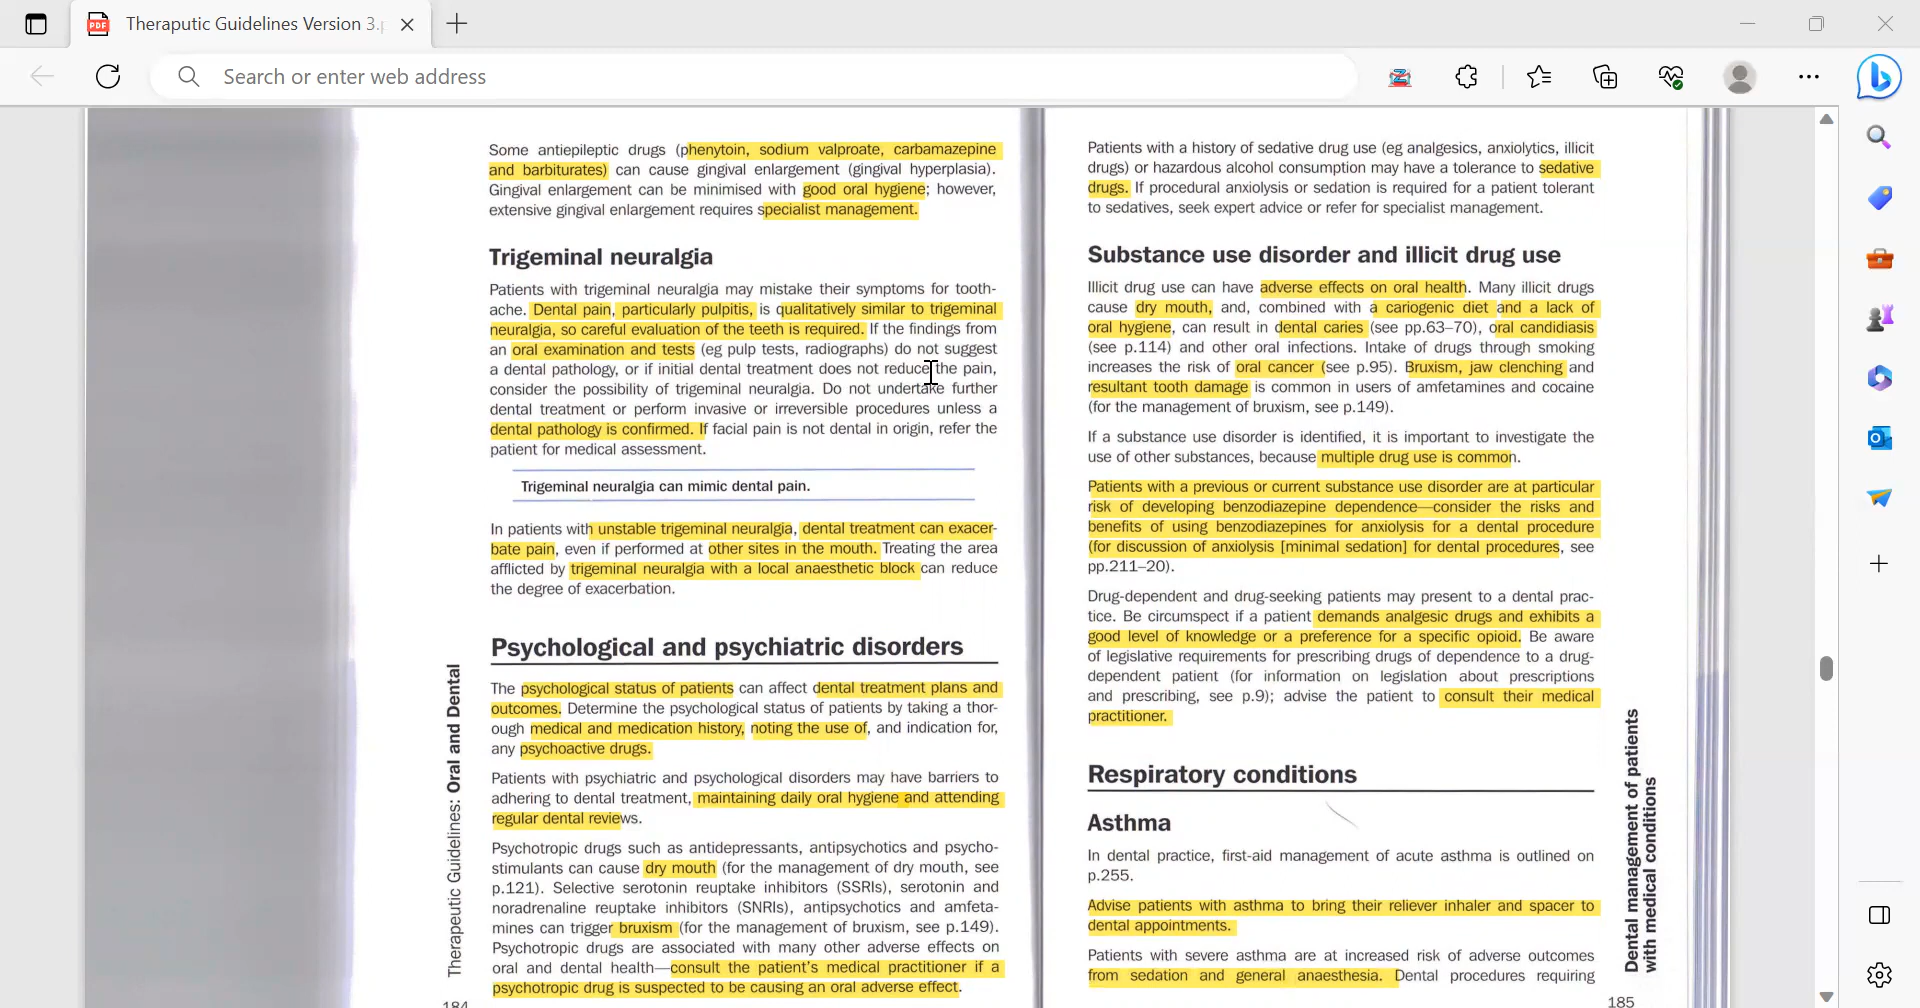 Theraputic Guidelines Version 3.p
Search or enter web address
Some antiepileptic drugs (phenytoin, sodium valproate, carbamazepine
and barbiturates) can cause gingival enlargement (gingival hyperplasia).
Gingival enlargement can be minimised with good oral hygiene; however,
extensive gingival enlargement requires specialist management.
Trigeminal neuralgia
Patients with trigeminal neuralgia may mistake their symptoms for tooth-
ache. Dental pain, particularly pulpitis, is qualitatively similar to trigeminal
neuralgia, so careful evaluation of the teeth is required. If the findings from
an oral examination and tests (eg pulp tests, radiographs) do not suggest
a dental pathology, or if initial dental treatment does not reduce the pain,
consider the possibility of trigeminal neuralgia. Do not undertake further
dental treatment or perform invasive or irreversible procedures unless a
dental pathology is confirmed. If facial pain is not dental in origin, refer the
patient for medical assessment.
Trigeminal neuralgia can mimic dental pain.
In patients with unstable trigeminal neuralgia, dental treatment can exacer-
bate pain, even if performed at other sites in the mouth. Treating the area
afflicted by trigeminal neuralgia with a local anaesthetic block can reduce
the degree of exacerbation.
Psychological and psychiatric disorders
The psychological status of patients can affect dental treatment plans and
outcomes. Determine the psychological status of patients by taking a thor-
ough medical and medication history, noting the use of, and indication for,
any psychoactive drugs.
Patients with psychiatric and psychological disorders may have barriers to
adhering to dental treatment, maintaining daily oral hygiene and attending
regular dental reviews.
Psychotropic drugs such as antidepressants, antipsychotics and psycho-
stimulants can cause dry mouth (for the management of dry mouth, see
p.121). Selective serotonin reuptake inhibitors (SSRIs), serotonin and
noradrenaline reuptake inhibitors (SNRIs), antipsychotics and amfeta-
mines can trigger bruxism (for the management of bruxism, see p.149).
Psychotropic drugs are associated with many other adverse effects on
oral and dental health—consult the patient's medical practitioner if a
psychotropic drug is suspected to be causing an oral adverse effect.
Therapeutic Guidelines: Oral and Dental
184
Patients with a history of sedative drug use (eg analgesics, anxiolytics, illicit
drugs) or hazardous alcohol consumption may have a tolerance to sedative
drugs. If procedural anxiolysis or sedation is required for a patient tolerant
to sedatives, seek expert advice or refer for specialist management.
Substance use disorder and illicit drug use
Illicit drug use can have adverse effects on oral health. Many illicit drugs
cause dry mouth, and, combined with a cariogenic diet and a lack of
oral hygiene, can result in dental caries (see pp.63–70), oral candidiasis
(see p.114) and other oral infections. Intake of drugs through smoking
increases the risk of oral cancer (see p.95). Bruxism, jaw clenching and
resultant tooth damage is common in users of amfetamines and cocaine
(for the management of bruxism, see p.149).
If a substance use disorder is identified, it is important to investigate the
use of other substances, because multiple drug use is common.
Patients with a previous or current substance use disorder are at particular
risk of developing benzodiazepine dependence—consider the risks and
benefits of using benzodiazepines for anxiolysis for a dental procedure
(for discussion of anxiolysis [minimal sedation] for dental procedures, see
pp.211–20).
Drug-dependent and drug-seeking patients may present to a dental prac-
tice. Be circumspect if a patient demands analgesic drugs and exhibits a
good level of knowledge or a preference for a specific opioid. Be aware
of legislative requirements for prescribing drugs of dependence to a drug-
dependent patient (for information on legislation about prescriptions
and prescribing, see p.9); advise the patient to consult their medical
practitioner.
Respiratory conditions
Asthma
In dental practice, first-aid management of acute asthma is outlined on
p.255.
Advise patients with asthma to bring their reliever inhaler and spacer to
dental appointments.
Patients with severe asthma are at increased risk of adverse outcomes
from sedation and general anaesthesia. Dental procedures requiring
Dental management of patients
with medical conditions
185